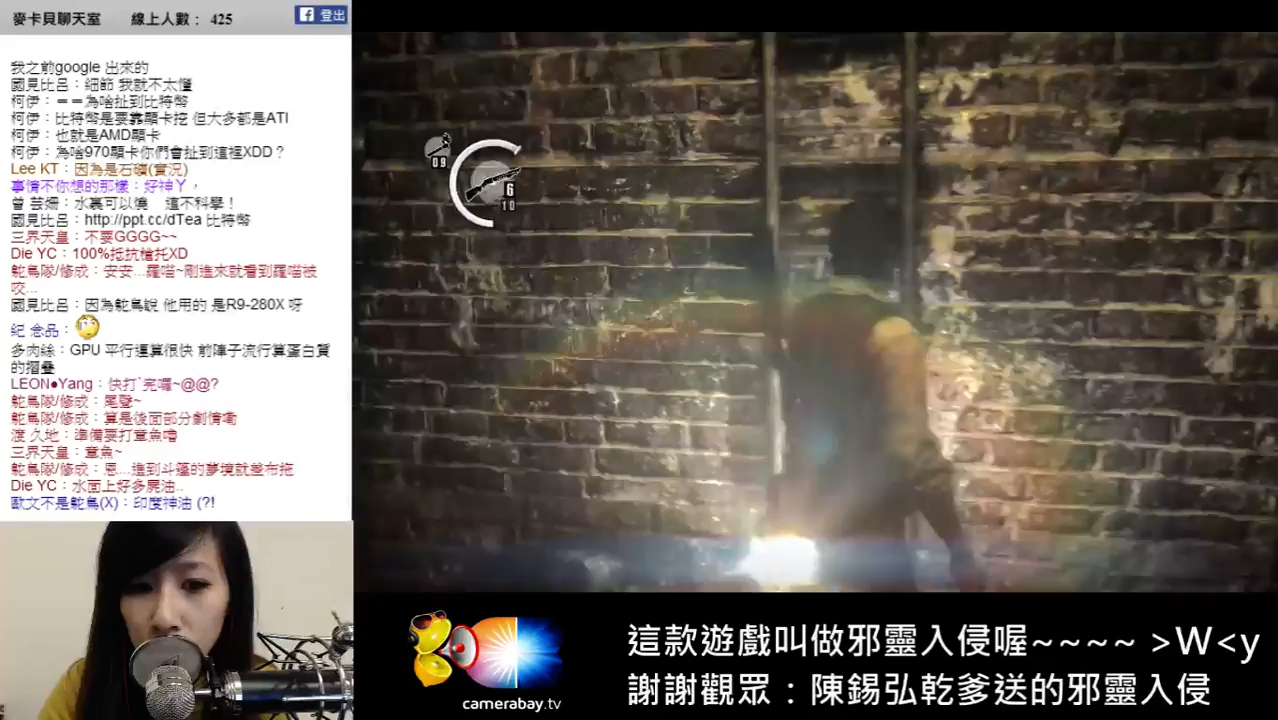 麥卡貝聊天室 線上人數： 425
登出
我之前google 出來的
國見比呂：細節 我就不太懂
柯伊：＝＝為啥扯到比特幣
柯伊：比特幣是要靠顯卡挖 但大多都是ATI
柯伊：也就是AMD顯卡
柯伊：為啥970顯卡你們會扯到這裡XDD？
Lee KT：因為是石礦(實況)
事情不你想的那樣：好神丫，
曾 芸姍：水裏可以燒 這不科學！
國見比呂：http://ppt.cc/dTea 比特幣
三界天皇：不要GGGG~~
Die YC：100%抵抗槍托XD
鴕鳥隊/修成：安安...羅喵~剛進來就看到羅喵被
咬...
國見比呂：因為鴕鳥說 他用的 是R9-280X 呀
紀 念品：
多肉絲：GPU 平行運算很快 前陣子流行算蛋白質
的摺疊
LEON●Yang：快打ˋ完囉~@@?
鴕鳥隊/修成：尾聲~
鴕鳥隊/修成：算是後面部分劇情嘞
渡 久地：準備要打章魚嚕
三界天皇：章魚~
鴕鳥隊/修成：恩...進到斗篷的夢境就差布拖
Die YC：水面上好多屍油..
歐文不是鴕鳥(X)：印度神油 (?!
09
6
10
camerabay.tv
這款遊戲叫做邪靈入侵喔~~~~ >W<y
謝謝觀眾：陳錫弘乾爹送的邪靈入侵